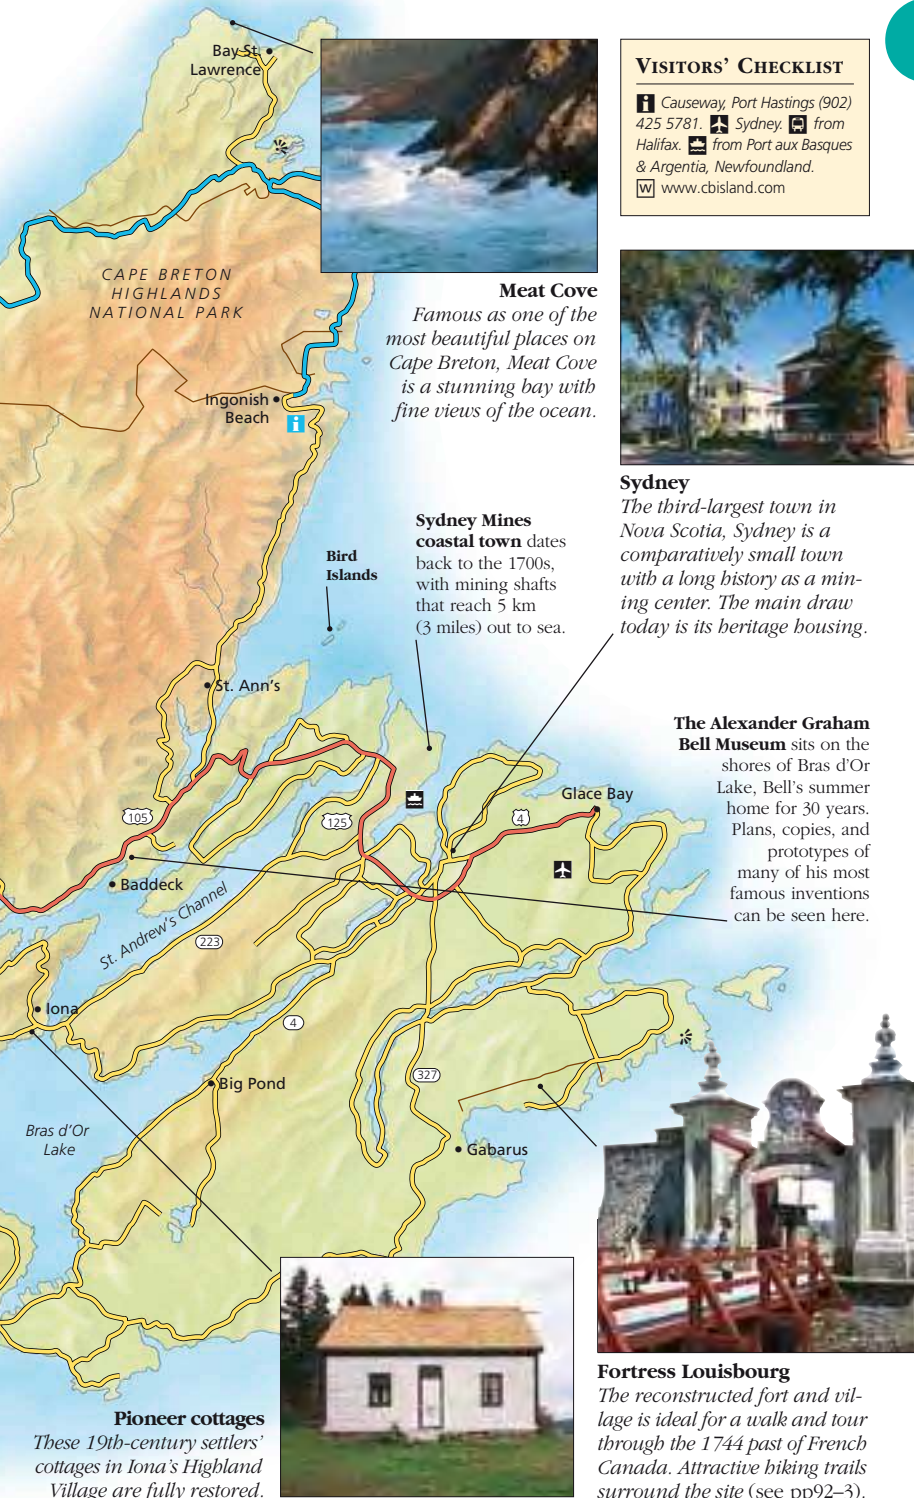 Bay St.
Lawrence
VISITORS' CHECKLIST
i Causeway, Port Hastings (902)
425 5781. Sydney. from
Halifax. from Port aux Basques
& Argentia, Newfoundland.
W www.cbisland.com
CAPE BRETON
HIGHLANDS
NATIONAL PARK
Meat Cove
Famous as one of the
most beautiful places on
Cape Breton, Meat Cove
is a stunning bay with
fine views of the ocean.
Ingonish
Beach
i
Sydney
The third-largest town in
Nova Scotia, Sydney is a
comparatively small town
with a long history as a min-
ing center. The main draw
today is its heritage housing.
Sydney Mines
coastal town dates
back to the 1700s,
with mining shafts
that reach 5 km
(3 miles) out to sea.
Bird
Islands
St. Ann's
The Alexander Graham
Bell Museum sits on the
shores of Bras d'Or
Lake, Bell's summer
home for 30 years.
Plans, copies, and
prototypes of
many of his most
famous inventions
can be seen here.
Glace Bay
105
125
4
Baddeck
St. Andrew's Channel
223
Iona
4
327
Big Pond
Bras d'Or
Lake
Gabarus
Pioneer cottages
These 19th-century settlers'
cottages in Iona's Highland
Village are fully restored.
Fortress Louisbourg
The reconstructed fort and vil-
lage is ideal for a walk and tour
through the 1744 past of French
Canada. Attractive hiking trails
surround the site (see pp92–3).